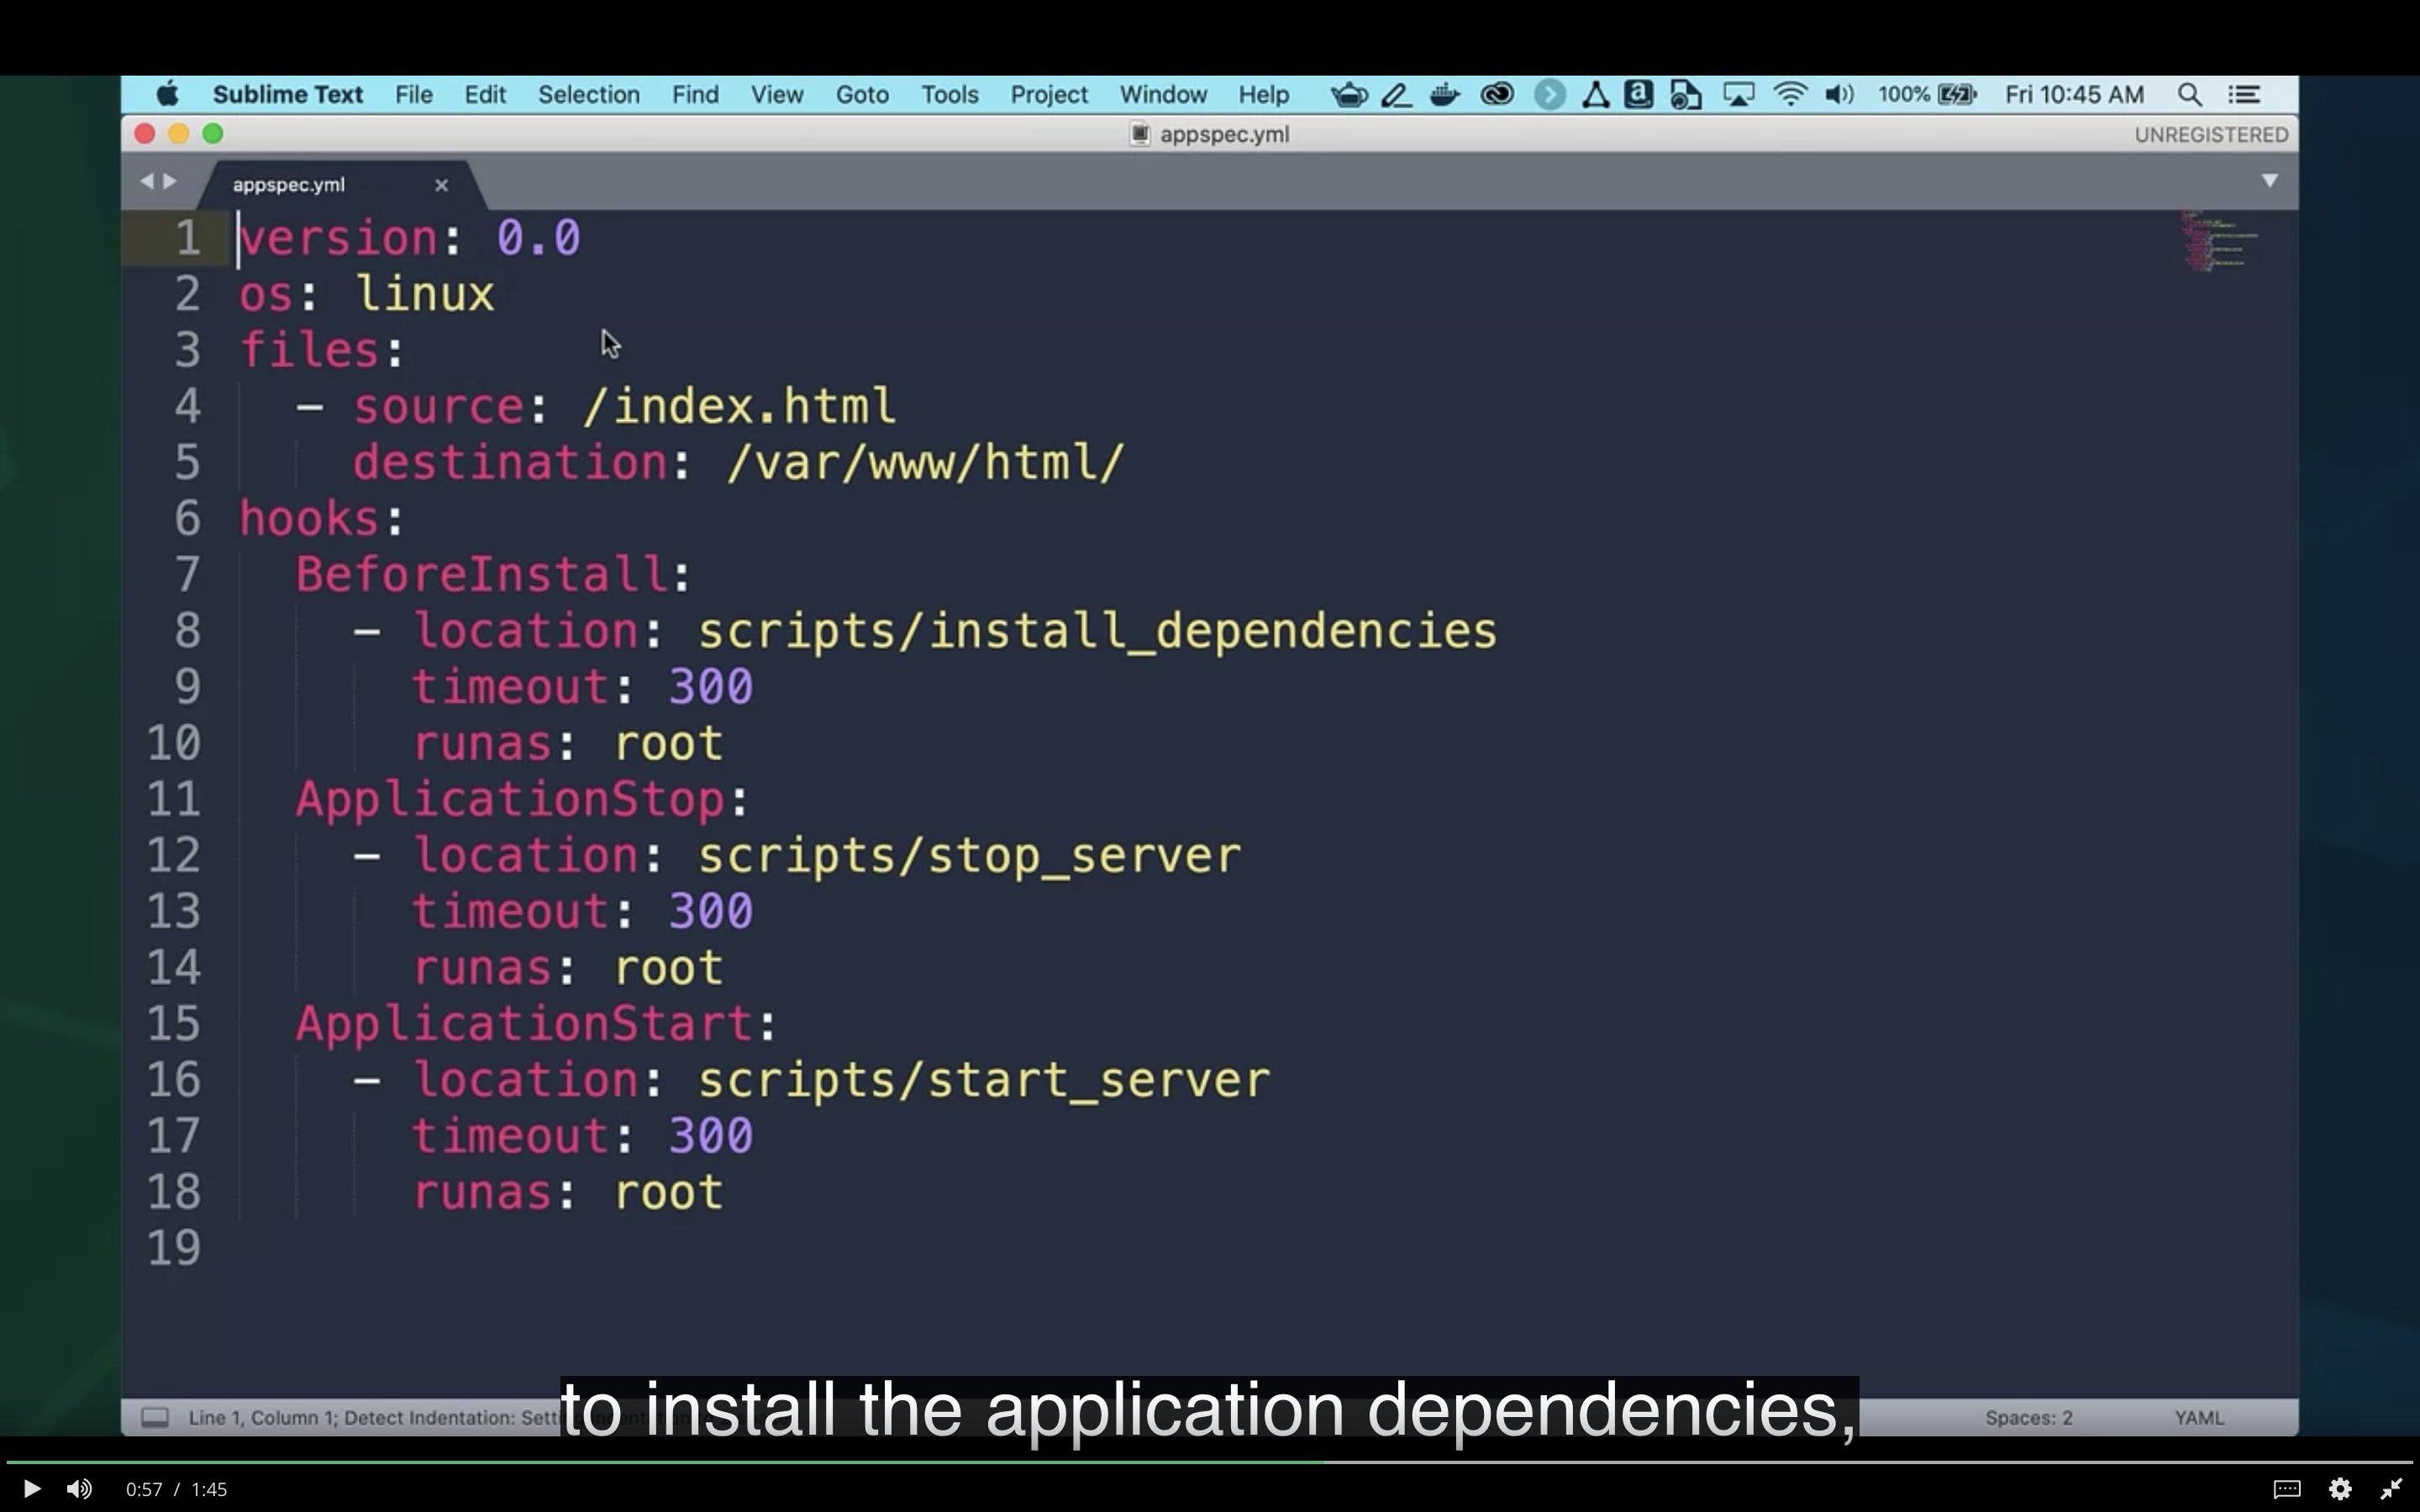 Sublime Text File Edit Selection Find View Goto Tools Project Window Help 100% Fri 10:45 AM
appspec.yml UNREGISTERED
appspec.yml
1 version: 0.0
2 os: linux
3 files:
4 - source: /index.html
5 destination: /var/www/html/
6 hooks:
7 BeforeInstall:
8 - location: scripts/install_dependencies
9 timeout: 300
10 runas: root
11 ApplicationStop:
12 - location: scripts/stop_server
13 timeout: 300
14 runas: root
15 ApplicationStart:
16 - location: scripts/start_server
17 timeout: 300
18 runas: root
19
to install the application dependencies,
Line 1, Column 1; Detect Indentation: Spaces: 2 YAML
0:57 / 1:45